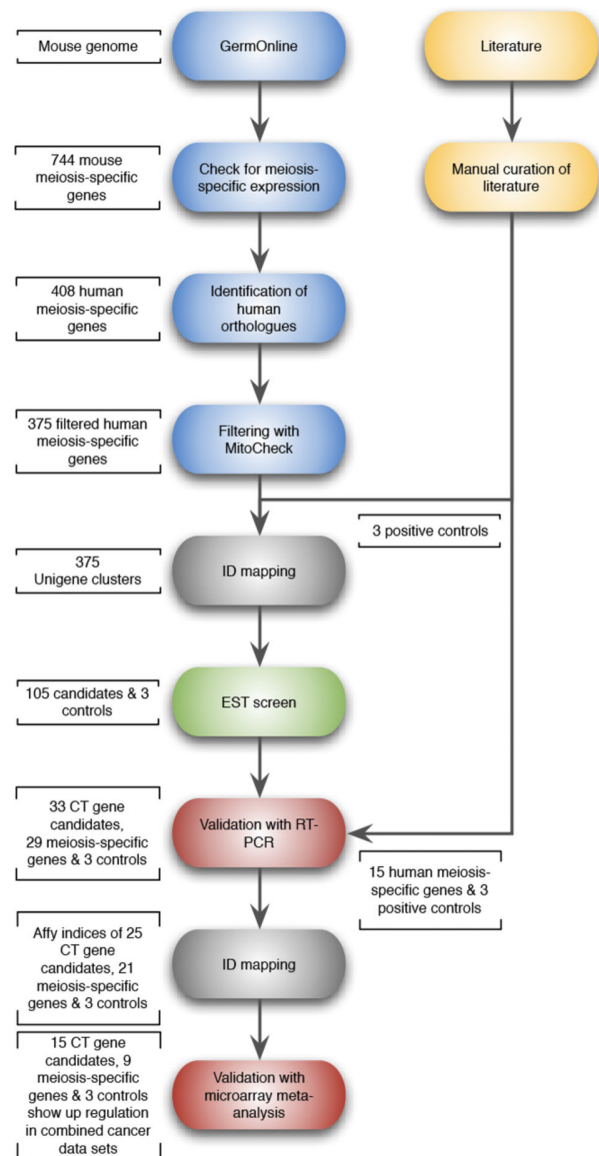 Mouse genome
GermOnline
Literature
744 mouse
meiosis-specific
genes
Check for meiosis-
specific expression
Manual curation of
literature
408 human
meiosis-specific
genes
Identification of
human
orthologues
375 filtered human
meiosis-specific
genes
Filtering with
MitoCheck
3 positive controls
375
Unigene clusters
ID mapping
105 candidates & 3
controls
EST screen
33 CT gene
candidates,
29 meiosis-specific
genes & 3 controls
Validation with RT-
PCR
15 human meiosis-
specific genes & 3
positive controls
Affy indices of 25
CT gene
candidates, 21
meiosis-specific
genes & 3 controls
ID mapping
15 CT gene
candidates, 9
meiosis-specific
genes & 3 controls
show up regulation
in combined cancer
data sets
Validation with
microarray meta-
analysis